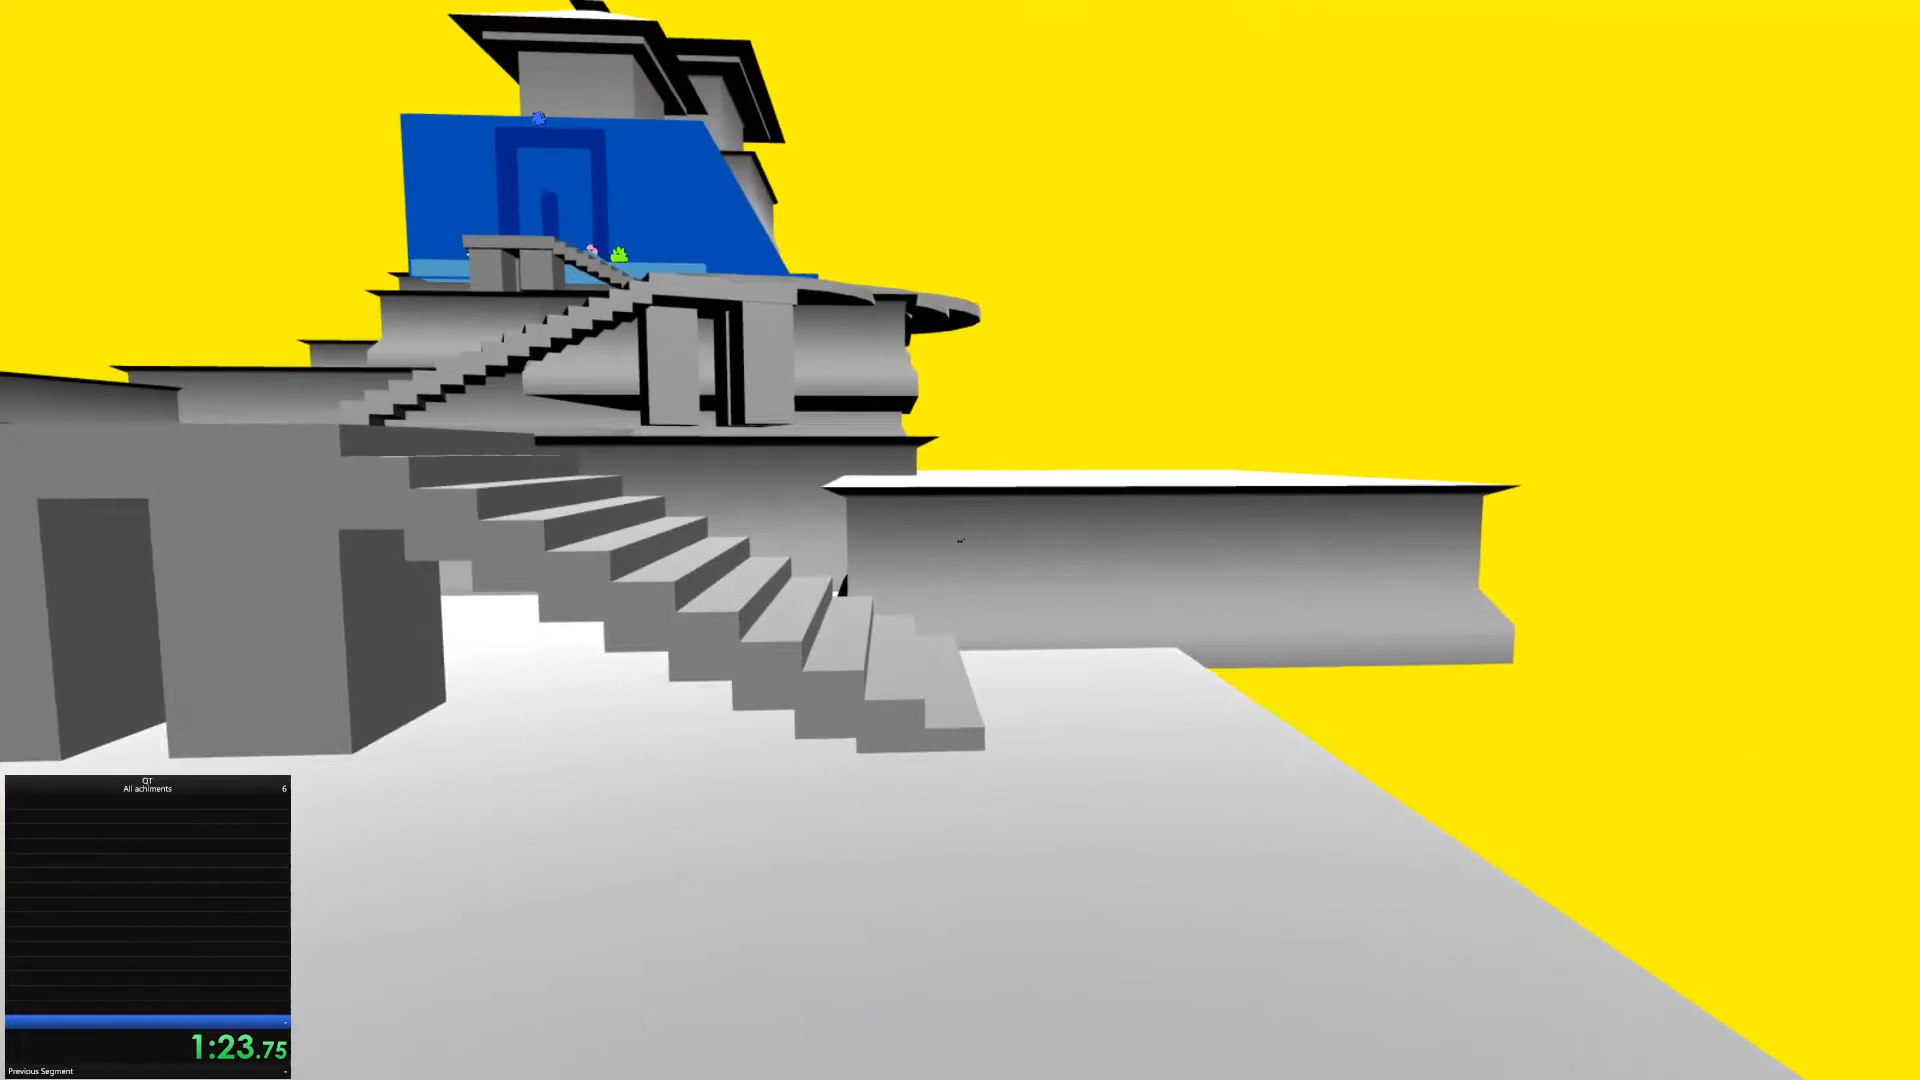 QT
All achiments 6
-
1:23.75
Previous Segment -